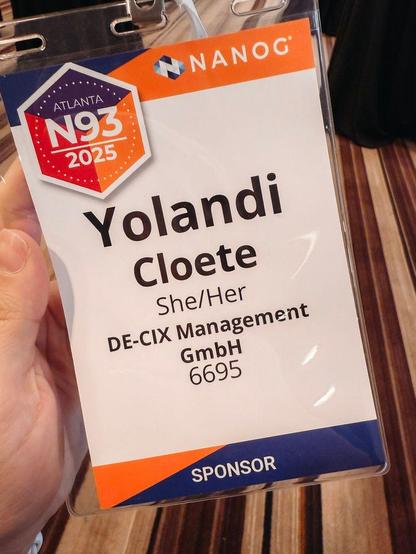 NANOG
ATLANTA
N93
2025
Yolandi
Cloete
She/Her
DE-CIX Management
GmbH
6695
SPONSOR